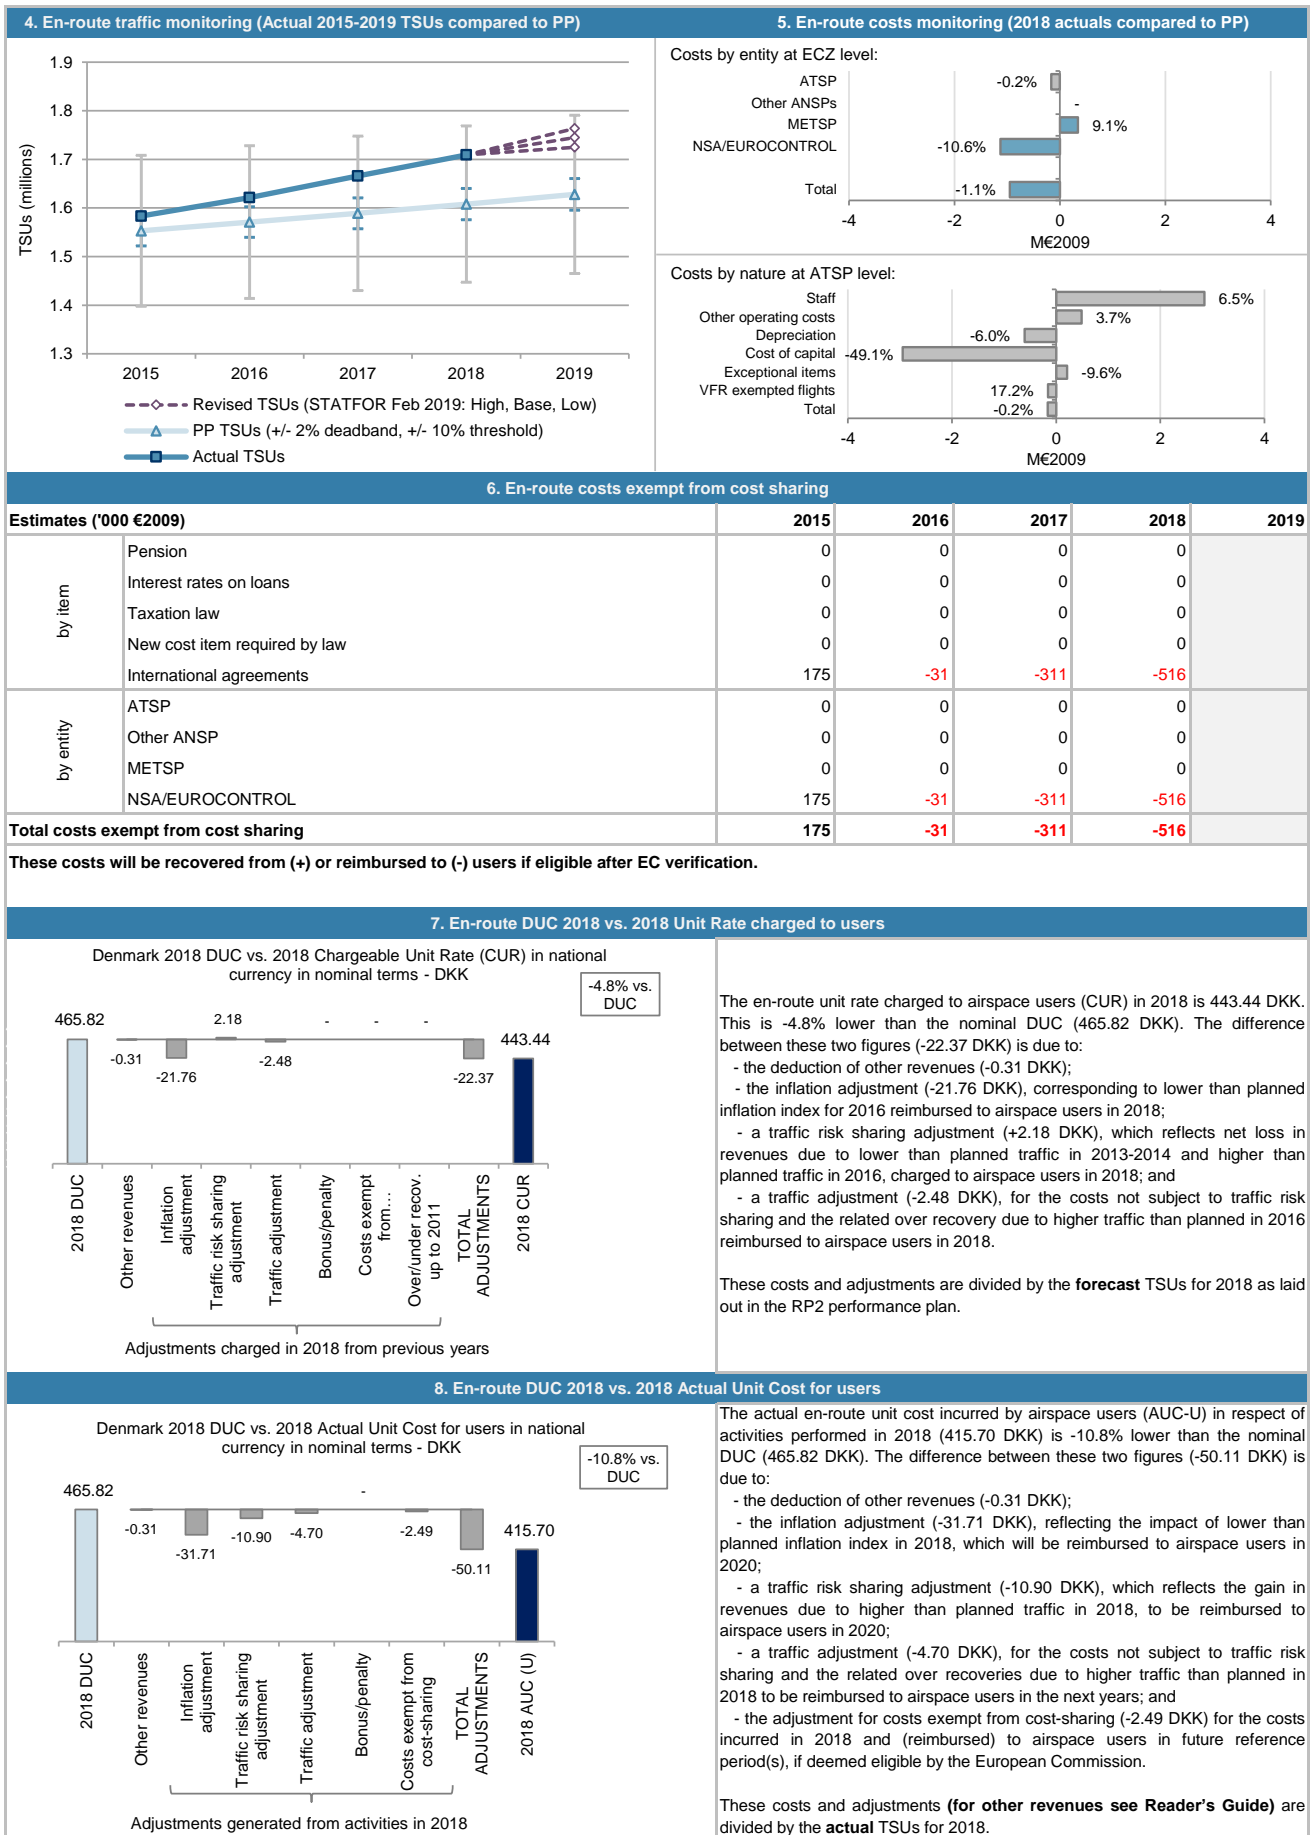 4. En-route traffic monitoring (Actual 2015-2019 TSUs compared to PP)
1.9
1.8
1.7
1.6
1.5
1.4
1.3
TSUs (millions)
2015 2016 2017 2018 2019
Revised TSUs (STATFOR Feb 2019: High, Base, Low)
PP TSUs (+/- 2% deadband, +/- 10% threshold)
Actual TSUs
5. En-route costs monitoring (2018 actuals compared to PP)
Costs by entity at ECZ level:
ATSP -0.2%
Other ANSPs -
METSP 9.1%
NSA/EUROCONTROL -10.6%
Total -1.1%
-4 -2 0 2 4
M€2009
Costs by nature at ATSP level:
Staff 6.5%
Other operating costs 3.7%
Depreciation -6.0%
Cost of capital -49.1%
Exceptional items -9.6%
VFR exempted flights 17.2%
Total -0.2%
-4 -2 0 2 4
M€2009
6. En-route costs exempt from cost sharing
Estimates ('000 €2009) 2015 2016 2017 2018 2019
by item
Pension 0 0 0 0
Interest rates on loans 0 0 0 0
Taxation law 0 0 0 0
New cost item required by law 0 0 0 0
International agreements 175 -31 -311 -516
by entity
ATSP 0 0 0 0
Other ANSP 0 0 0 0
METSP 0 0 0 0
NSA/EUROCONTROL 175 -31 -311 -516
Total costs exempt from cost sharing 175 -31 -311 -516
These costs will be recovered from (+) or reimbursed to (-) users if eligible after EC verification.
7. En-route DUC 2018 vs. 2018 Unit Rate charged to users
Denmark 2018 DUC vs. 2018 Chargeable Unit Rate (CUR) in national
currency in nominal terms - DKK
-4.8% vs.
DUC
465.82 -0.31 -21.76 2.18 -2.48 - - - -22.37 443.44
2018 DUC
Other revenues
Inflation
adjustment
Traffic risk sharing
adjustment
Traffic adjustment
Bonus/penalty
Costs exempt
from...
Over/under recov.
up to 2011
TOTAL
ADJUSTMENTS
2018 CUR
Adjustments charged in 2018 from previous years
The en-route unit rate charged to airspace users (CUR) in 2018 is 443.44 DKK.
This is -4.8% lower than the nominal DUC (465.82 DKK). The difference
between these two figures (-22.37 DKK) is due to:
- the deduction of other revenues (-0.31 DKK);
- the inflation adjustment (-21.76 DKK), corresponding to lower than planned
inflation index for 2016 reimbursed to airspace users in 2018;
- a traffic risk sharing adjustment (+2.18 DKK), which reflects net loss in
revenues due to lower than planned traffic in 2013-2014 and higher than
planned traffic in 2016, charged to airspace users in 2018; and
- a traffic adjustment (-2.48 DKK), for the costs not subject to traffic risk
sharing and the related over recovery due to higher traffic than planned in 2016
reimbursed to airspace users in 2018.
These costs and adjustments are divided by the forecast TSUs for 2018 as laid
out in the RP2 performance plan.
8. En-route DUC 2018 vs. 2018 Actual Unit Cost for users
Denmark 2018 DUC vs. 2018 Actual Unit Cost for users in national
currency in nominal terms - DKK
-10.8% vs.
DUC
465.82 -0.31 -31.71 -10.90 -4.70 - -2.49 -50.11 415.70
2018 DUC
Other revenues
Inflation
adjustment
Traffic risk sharing
adjustment
Traffic adjustment
Bonus/penalty
Costs exempt from
cost-sharing
TOTAL
ADJUSTMENTS
2018 AUC (U)
Adjustments generated from activities in 2018
The actual en-route unit cost incurred by airspace users (AUC-U) in respect of
activities performed in 2018 (415.70 DKK) is -10.8% lower than the nominal
DUC (465.82 DKK). The difference between these two figures (-50.11 DKK) is
due to:
- the deduction of other revenues (-0.31 DKK);
- the inflation adjustment (-31.71 DKK), reflecting the impact of lower than
planned inflation index in 2018, which will be reimbursed to airspace users in
2020;
- a traffic risk sharing adjustment (-10.90 DKK), which reflects the gain in
revenues due to higher than planned traffic in 2018, to be reimbursed to
airspace users in 2020;
- a traffic adjustment (-4.70 DKK), for the costs not subject to traffic risk
sharing and the related over recoveries due to higher traffic than planned in
2018 to be reimbursed to airspace users in the next years; and
- the adjustment for costs exempt from cost-sharing (-2.49 DKK) for the costs
incurred in 2018 and (reimbursed) to airspace users in future reference
period(s), if deemed eligible by the European Commission.
These costs and adjustments (for other revenues see Reader's Guide) are
divided by the actual TSUs for 2018.